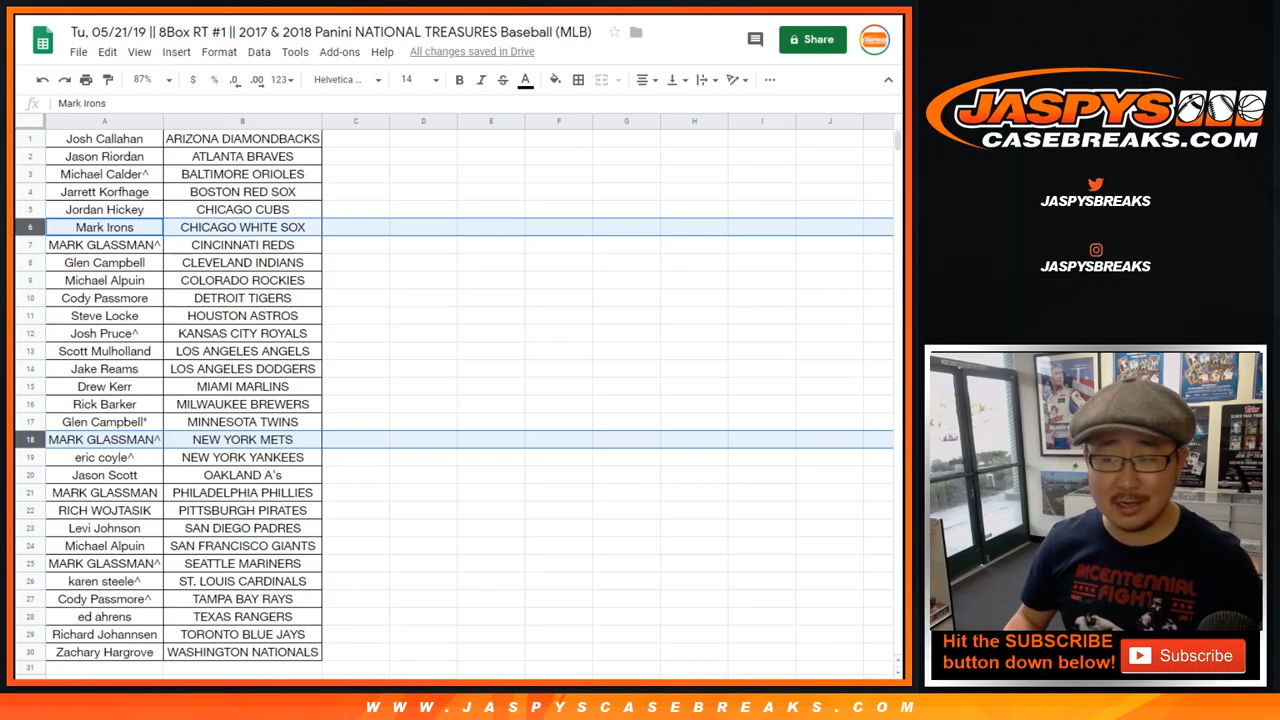 Tu, 05/21/19 || 8Box RT #1 || 2017 & 2018 Panini NATIONAL TREASURES Baseball (MLB)
File Edit View Insert Format Data Tools Add-ons Help All changes saved in Drive
Share
87% $ % .0 .00 123 Helvetica ... 14 B I S A
fx Mark Irons
A B C D E F G H I J
1 Josh Callahan ARIZONA DIAMONDBACKS
2 Jason Riordan ATLANTA BRAVES
3 Michael Calder^ BALTIMORE ORIOLES
4 Jarrett Korfhage BOSTON RED SOX
5 Jordan Hickey CHICAGO CUBS
6 Mark Irons CHICAGO WHITE SOX
7 MARK GLASSMAN^ CINCINNATI REDS
8 Glen Campbell CLEVELAND INDIANS
9 Michael Alpuin COLORADO ROCKIES
10 Cody Passmore DETROIT TIGERS
11 Steve Locke HOUSTON ASTROS
12 Josh Pruce^ KANSAS CITY ROYALS
13 Scott Mulholland LOS ANGELES ANGELS
14 Jake Reams LOS ANGELES DODGERS
15 Drew Kerr MIAMI MARLINS
16 Rick Barker MILWAUKEE BREWERS
17 Glen Campbell* MINNESOTA TWINS
18 MARK GLASSMAN^ NEW YORK METS
19 eric coyle^ NEW YORK YANKEES
20 Jason Scott OAKLAND A's
21 MARK GLASSMAN PHILADELPHIA PHILLIES
22 RICH WOJTASIK PITTSBURGH PIRATES
23 Levi Johnson SAN DIEGO PADRES
24 Michael Alpuin SAN FRANCISCO GIANTS
25 MARK GLASSMAN^ SEATTLE MARINERS
26 karen steele^ ST. LOUIS CARDINALS
27 Cody Passmore^ TAMPA BAY RAYS
28 ed ahrens TEXAS RANGERS
29 Richard Johannsen TORONTO BLUE JAYS
30 Zachary Hargrove WASHINGTON NATIONALS
31
JASPYS
CASEBREAKS.COM
JASPYSBREAKS
JASPYSBREAKS
BICENTENNIAL
Hit the SUBSCRIBE
button down below!
Subscribe
WWW.JASPYSCASEBREAKS.COM